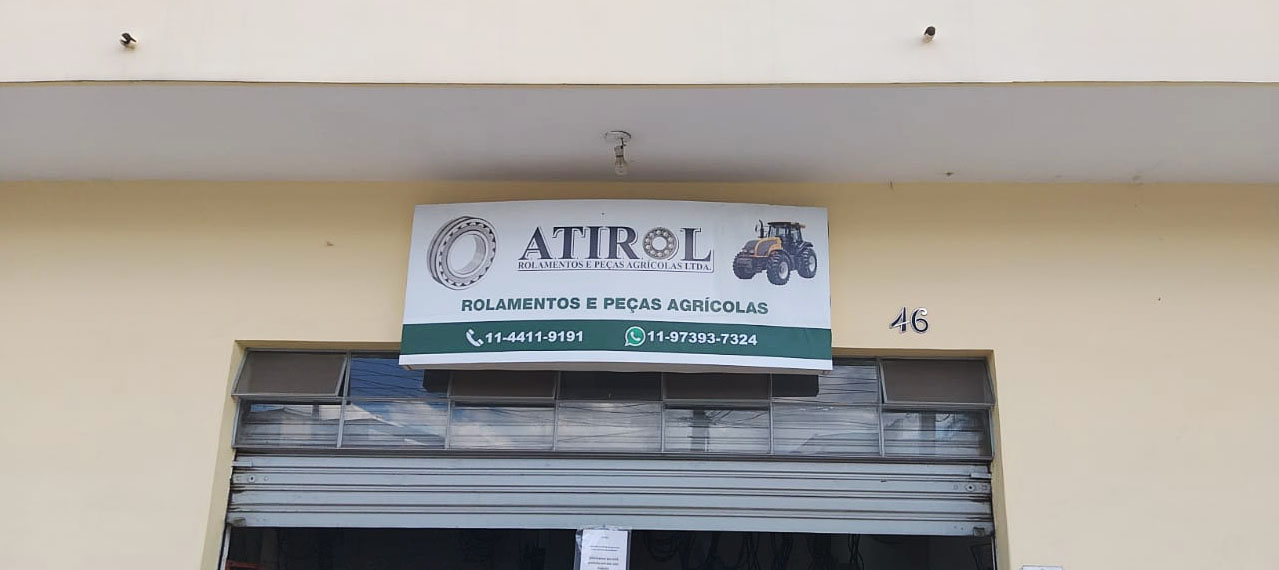 ATIROL
ROLAMENTOS E PEÇAS AGRÍCOLAS LTDA.
ROLAMENTOS E PEÇAS AGRÍCOLAS
11-4411-9191 11-97393-7324
46